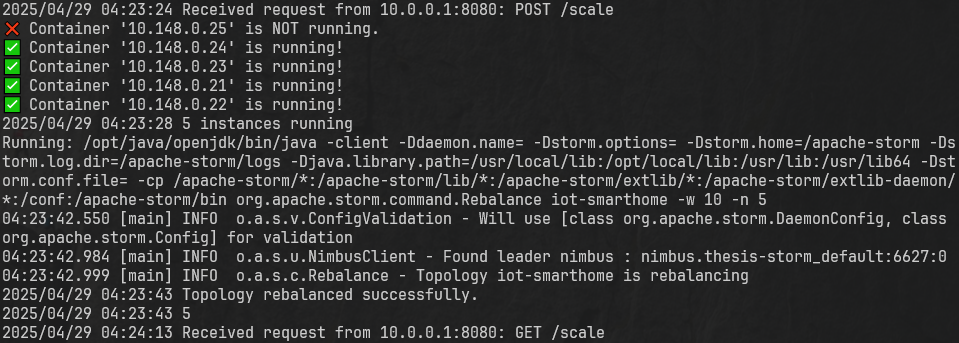 2025/04/29 04:23:24 Received request from 10.0.0.1:8080: POST /scale
❌ Container '10.148.0.25' is NOT running.
✅ Container '10.148.0.24' is running!
✅ Container '10.148.0.23' is running!
✅ Container '10.148.0.21' is running!
✅ Container '10.148.0.22' is running!
2025/04/29 04:23:28 5 instances running
Running: /opt/java/openjdk/bin/java -client -Ddaemon.name= -Dstorm.options= -Dstorm.home=/apache-storm -Ds
torm.log.dir=/apache-storm/logs -Djava.library.path=/usr/local/lib:/opt/local/lib:/usr/lib:/usr/lib64 -Dst
orm.conf.file= -cp /apache-storm/*:/apache-storm/lib/*:/apache-storm/extlib/*:/apache-storm/extlib-daemon/
*:/conf:/apache-storm/bin org.apache.storm.command.Rebalance iot-smarthome -w 10 -n 5
04:23:42.550 [main] INFO  o.a.s.v.ConfigValidation - Will use [class org.apache.storm.DaemonConfig, class
org.apache.storm.Config] for validation
04:23:42.984 [main] INFO  o.a.s.u.NimbusClient - Found leader nimbus : nimbus.thesis-storm_default:6627:0
04:23:42.999 [main] INFO  o.a.s.c.Rebalance - Topology iot-smarthome is rebalancing
2025/04/29 04:23:43 Topology rebalanced successfully.
2025/04/29 04:23:43 5
2025/04/29 04:24:13 Received request from 10.0.0.1:8080: GET /scale